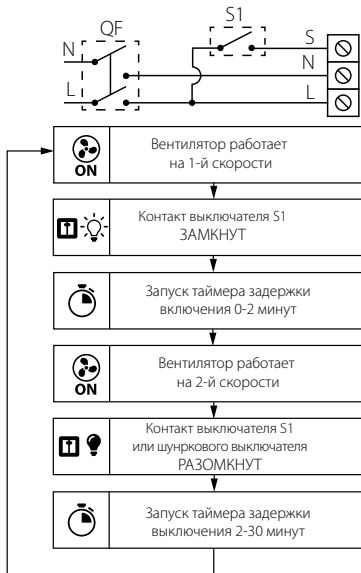 QF
S1
N
L
S
N
L
ON
Вентилятор работает
на 1-й скорости
Контакт выключателя S1
ЗАМКНУТ
Запуск таймера задержки
включения 0-2 минут
ON
Вентилятор работает
на 2-й скорости
Контакт выключателя S1
или шунркового выключателя
РАЗОМКНУТ
Запуск таймера задержки
выключения 2-30 минут